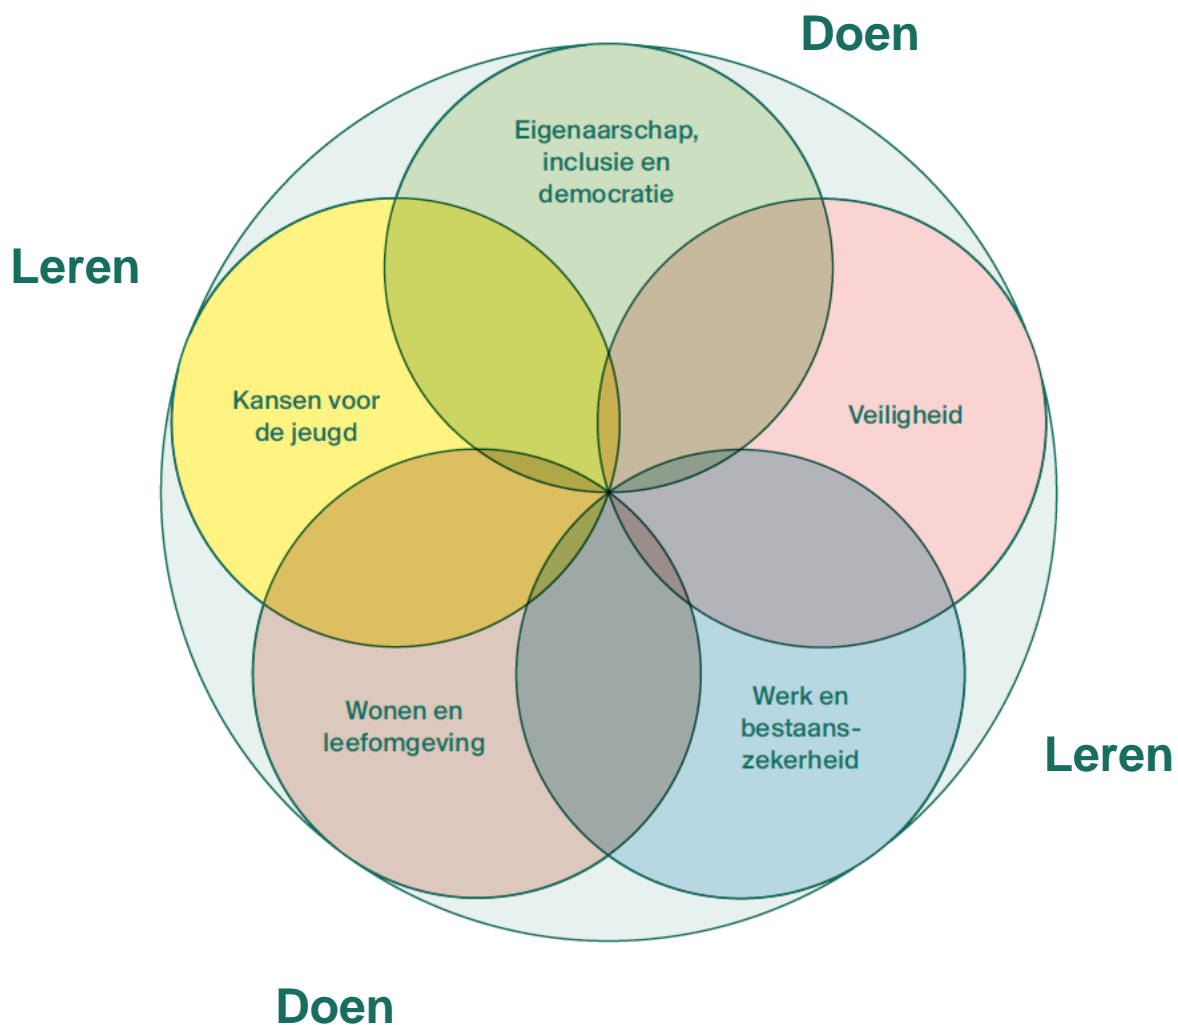 Doen
Eigenaarschap,
inclusie en
democratie
Leren
Kansen voor
de jeugd
Veiligheid
Wonen en
leefomgeving
Werk en
bestaans-
zekerheid
Leren
Doen